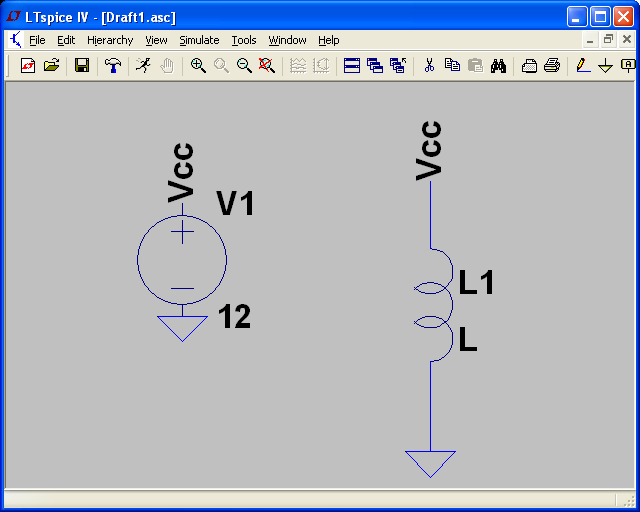 LTspice IV - [Draft1.asc]
File Edit Hierarchy View Simulate Tools Window Help
A
Vcc
V1
12
Vcc
L1
L